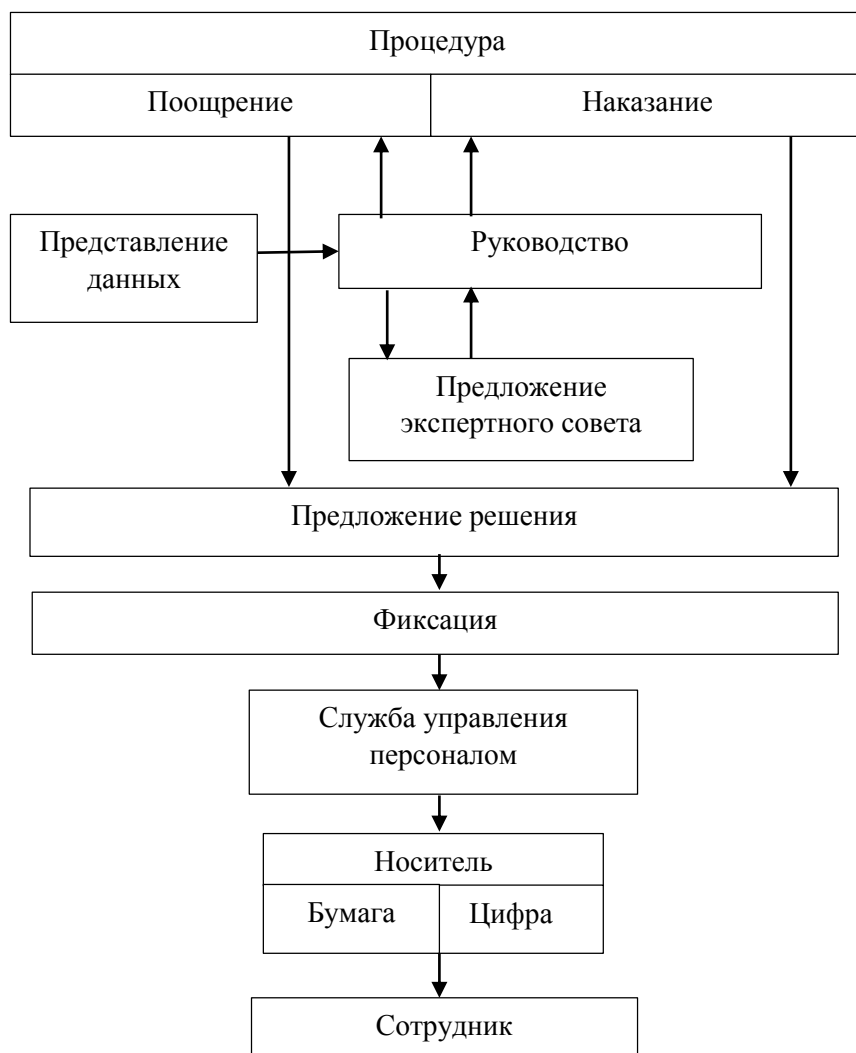 Процедура
Поощрение
Наказание
Представление
данных
Руководство
Предложение
экспертного совета
Предложение решения
Фиксация
Служба управления
персоналом
Носитель
Бумага
Цифра
Сотрудник